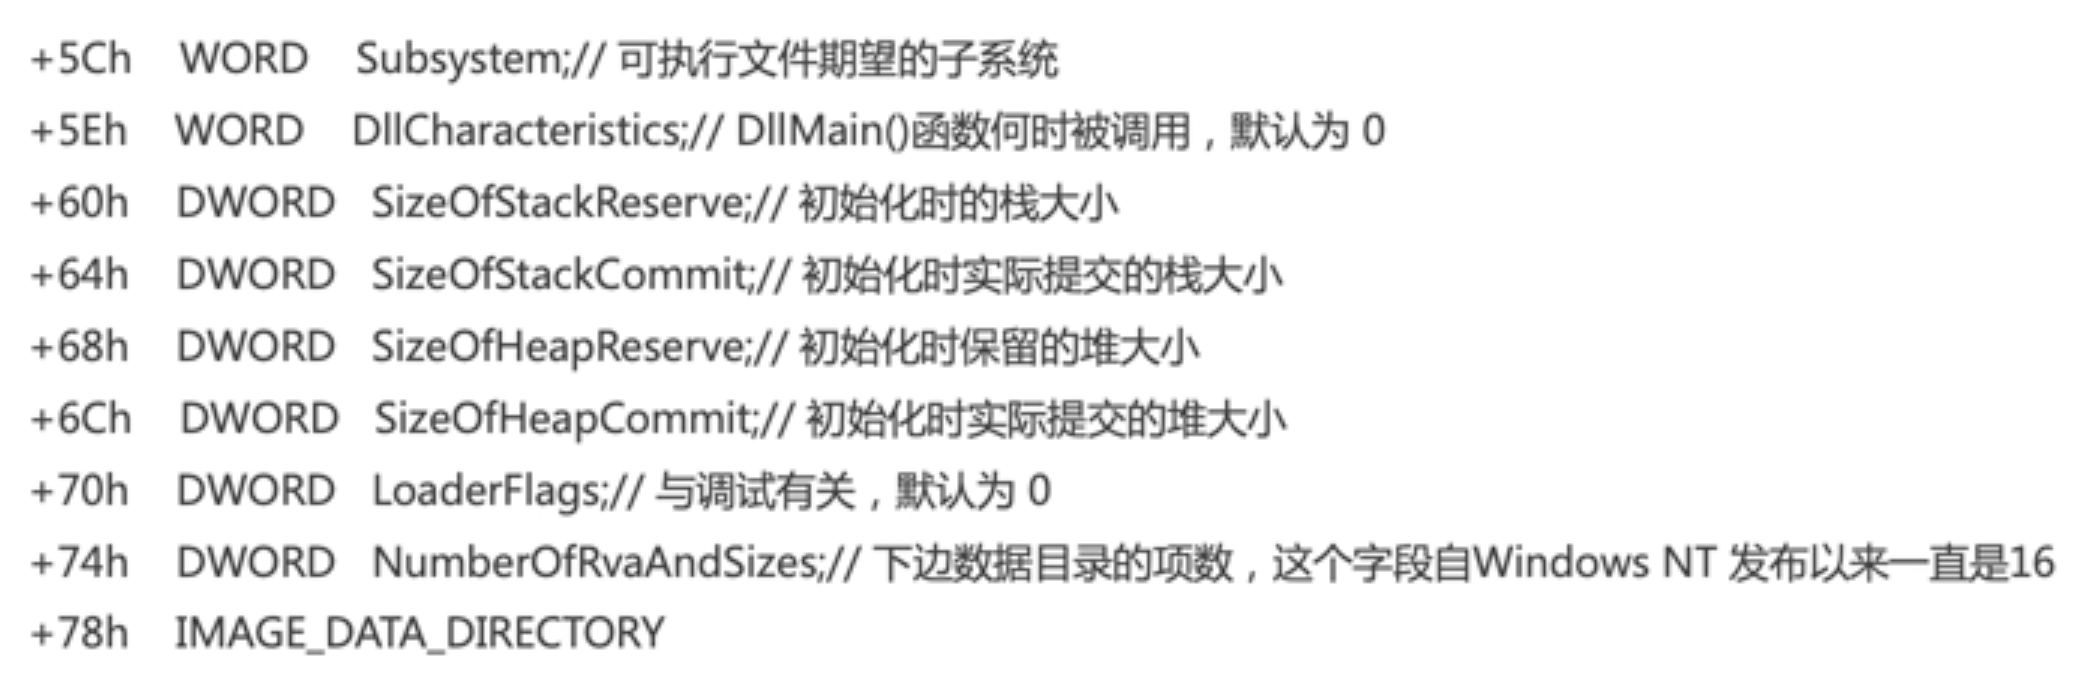 +5Ch WORD Subsystem;// 可执行文件期望的子系统
+5Eh WORD DllCharacteristics;// DllMain()函数何时被调用，默认为 0
+60h DWORD SizeOfStackReserve;// 初始化时的栈大小
+64h DWORD SizeOfStackCommit;// 初始化时实际提交的栈大小
+68h DWORD SizeOfHeapReserve;// 初始化时保留的堆大小
+6Ch DWORD SizeOfHeapCommit;// 初始化时实际提交的堆大小
+70h DWORD LoaderFlags;// 与调试有关，默认为 0
+74h DWORD NumberOfRvaAndSizes;// 下边数据目录的项数，这个字段自Windows NT 发布以来一直是16
+78h IMAGE_DATA_DIRECTORY